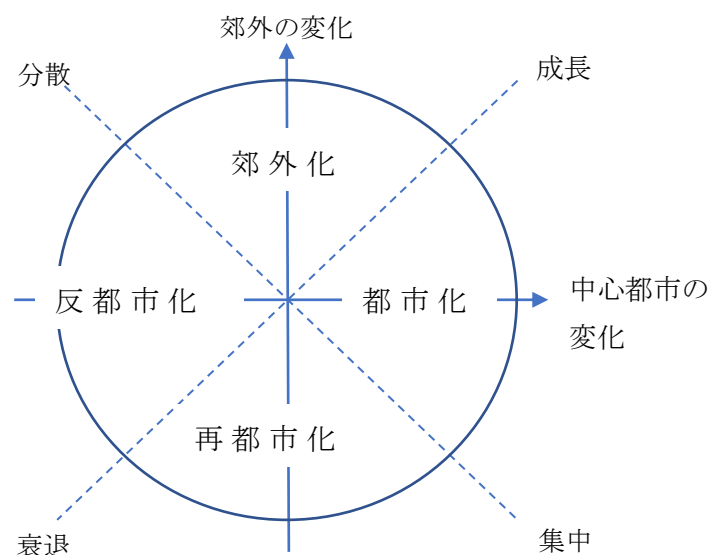 郊外の変化
分散
成長
郊外化
反都市化
都市化
中心都市の
変化
再都市化
衰退
集中